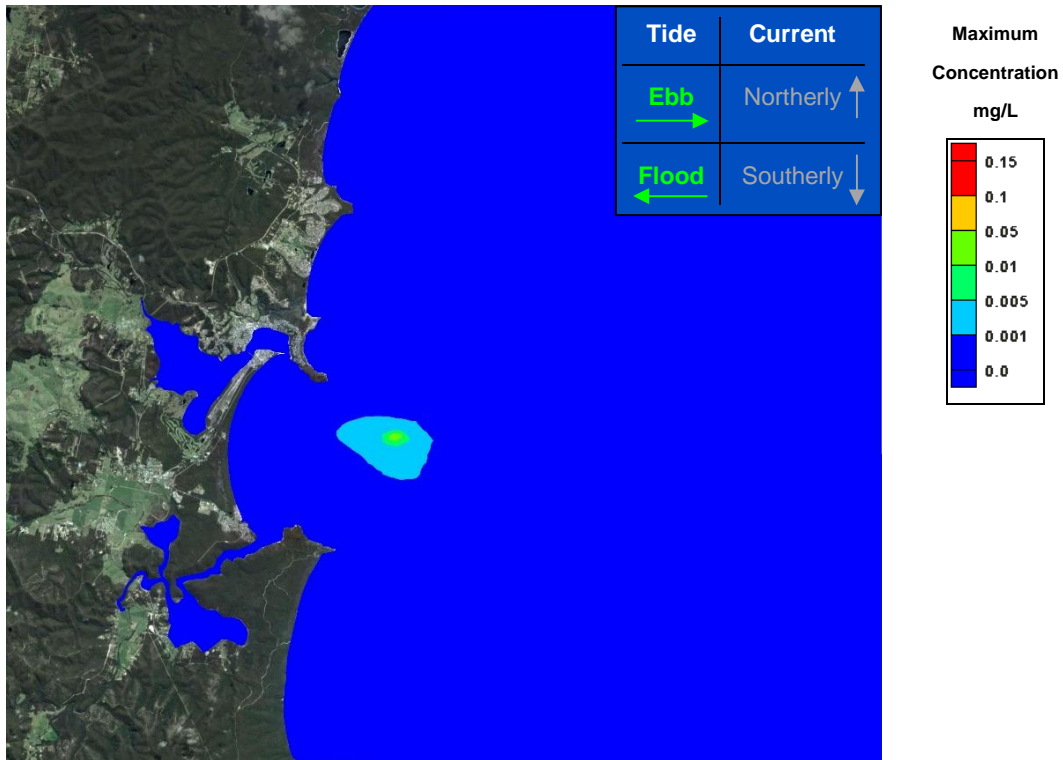 Tide Current
Ebb Northerly
Flood Southerly
Maximum
Concentration
mg/L
0.15
0.1
0.05
0.01
0.005
0.001
0.0